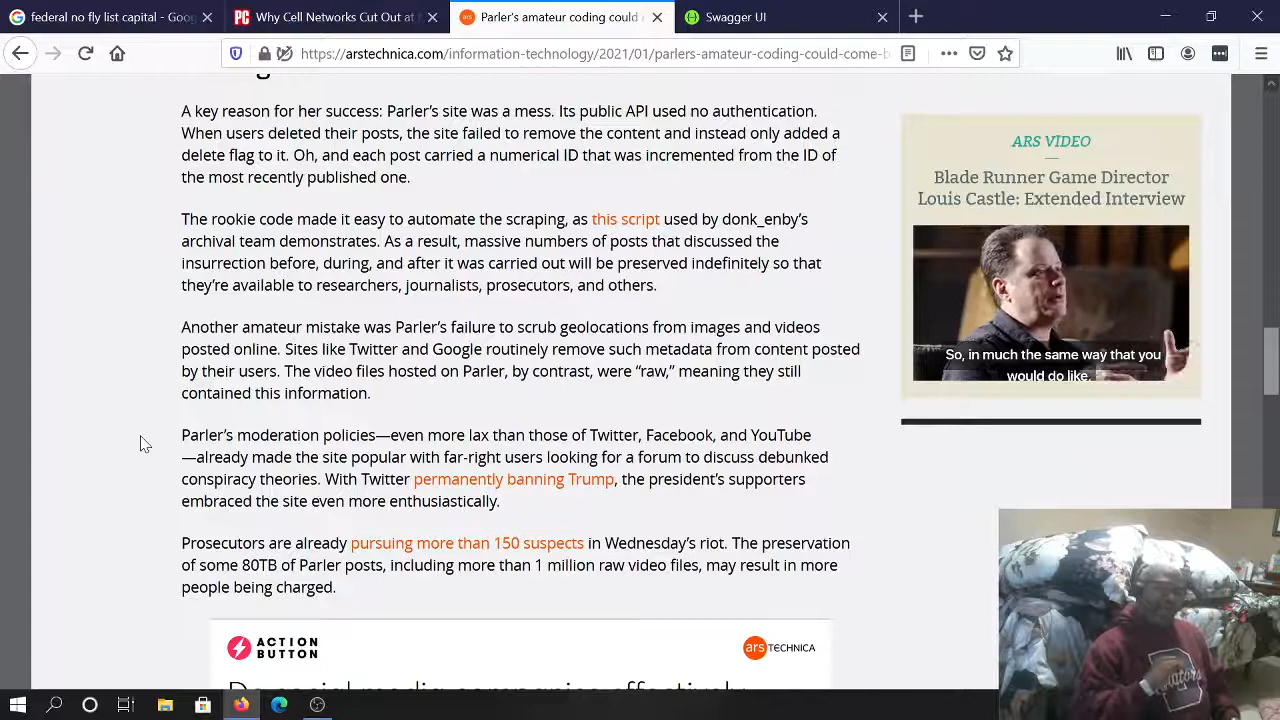 federal no fly list capital - Goo
Why Cell Networks Cut Out at
Parler's amateur coding could
Swagger UI
https://arstechnica.com/information-technology/2021/01/parlers-amateur-coding-could-come-b
A key reason for her success: Parler's site was a mess. Its public API used no authentication.
When users deleted their posts, the site failed to remove the content and instead only added a
delete flag to it. Oh, and each post carried a numerical ID that was incremented from the ID of
the most recently published one.
The rookie code made it easy to automate the scraping, as this script used by donk_enby's
archival team demonstrates. As a result, massive numbers of posts that discussed the
insurrection before, during, and after it was carried out will be preserved indefinitely so that
they're available to researchers, journalists, prosecutors, and others.
Another amateur mistake was Parler's failure to scrub geolocations from images and videos
posted online. Sites like Twitter and Google routinely remove such metadata from content posted
by their users. The video files hosted on Parler, by contrast, were “raw,” meaning they still
contained this information.
Parler's moderation policies—even more lax than those of Twitter, Facebook, and YouTube
—already made the site popular with far-right users looking for a forum to discuss debunked
conspiracy theories. With Twitter permanently banning Trump, the president's supporters
embraced the site even more enthusiastically.
Prosecutors are already pursuing more than 150 suspects in Wednesday's riot. The preservation
of some 80TB of Parler posts, including more than 1 million raw video files, may result in more
people being charged.
ACTION
BUTTON
ars TECHNICA
ARS VIDEO
Blade Runner Game Director
Louis Castle: Extended Interview
So, in much the same way that you
would do like,